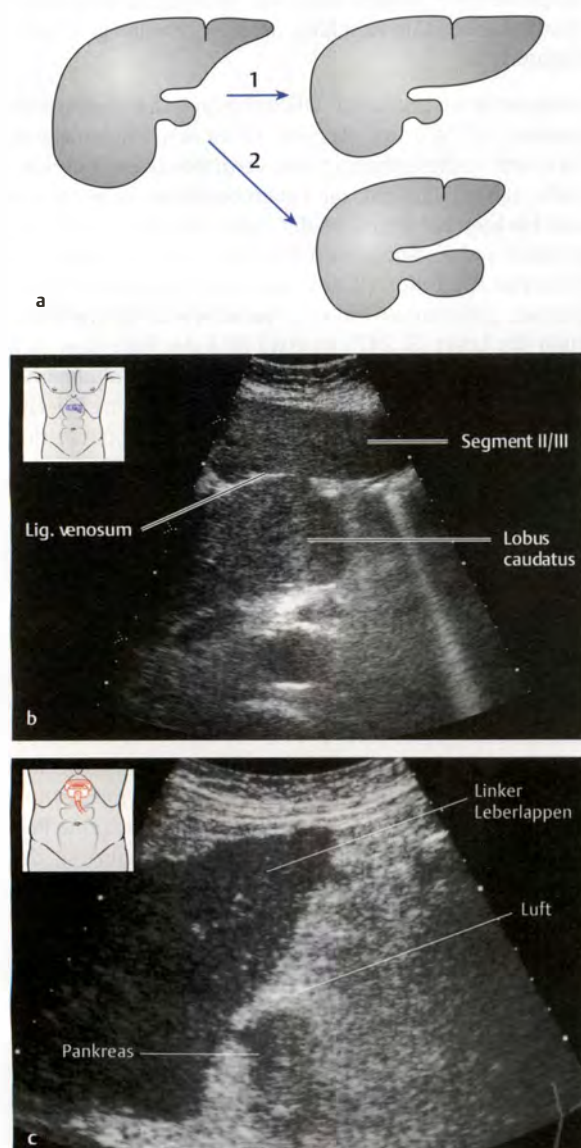 1
2
a
Segment II/III
Lig. venosum
Lobus
caudatus
b
Linker
Leberlappen
Luft
Pankreas
c